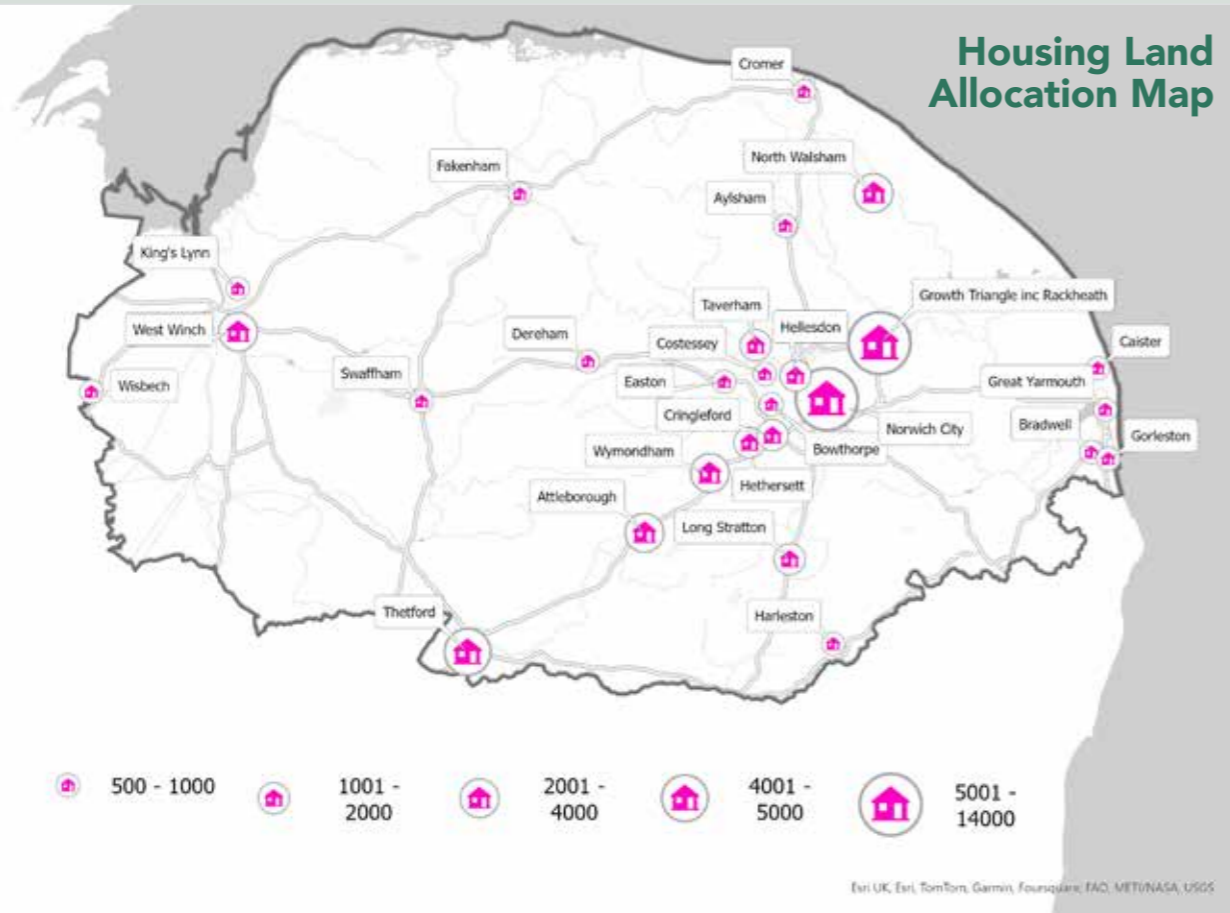 Housing Land
Allocation Map
Cromer
North Walsham
Fakenham
Aylsham
King's Lynn
Growth Triangle inc Rackheath
Taverham
Hellesdon
West Winch
Dereham
Costessey
Caister
Swaffham
Easton
Great Yarmouth
Wisbech
Cringleford
Norwich City
Bradwell
Gorleston
Wymondham
Bowthorpe
Hethersett
Attleborough
Long Stratton
Thetford
Harleston
500 - 1000
1001 -
2000
2001 -
4000
4001 -
5000
5001 -
14000
Esri UK, Esri, TomTom, Garmin, Foursquare, FAO, METI/NASA, USGS